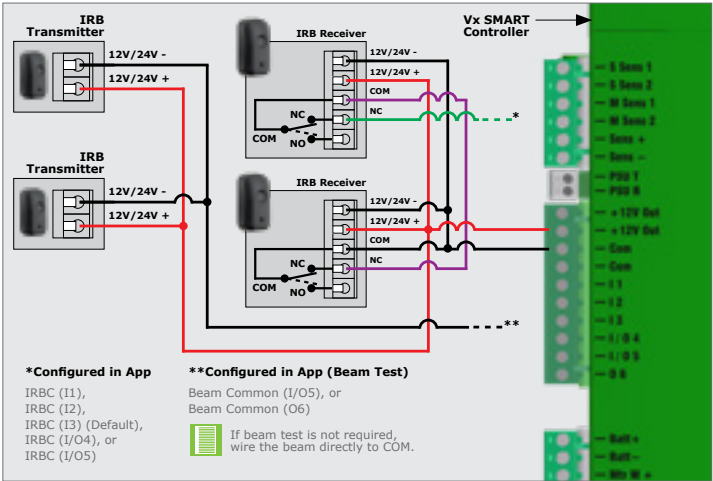 IRB
Transmitter
12V/24V -
12V/24V +
IRB
Transmitter
12V/24V -
12V/24V +
IRB Receiver
12V/24V -
12V/24V +
COM
NC
NC
COM
NO
*
IRB Receiver
12V/24V -
12V/24V +
COM
NC
NC
COM
NO
**
Vx SMART
Controller
S Sens 1
S Sens 2
M Sens 1
M Sens 2
Sens +
Sens -
PSU T
PSU R
+12V Out
+12V Out
Com
Com
I 1
I 2
I 3
I / O 4
I / O 5
O 6
Batt+
Batt-
Mtr M +
*Configured in App
IRBC (I1),
IRBC (I2),
IRBC (I3) (Default),
IRBC (I/O4), or
IRBC (I/O5)
**Configured in App (Beam Test)
Beam Common (I/O5), or
Beam Common (O6)
If beam test is not required,
wire the beam directly to COM.